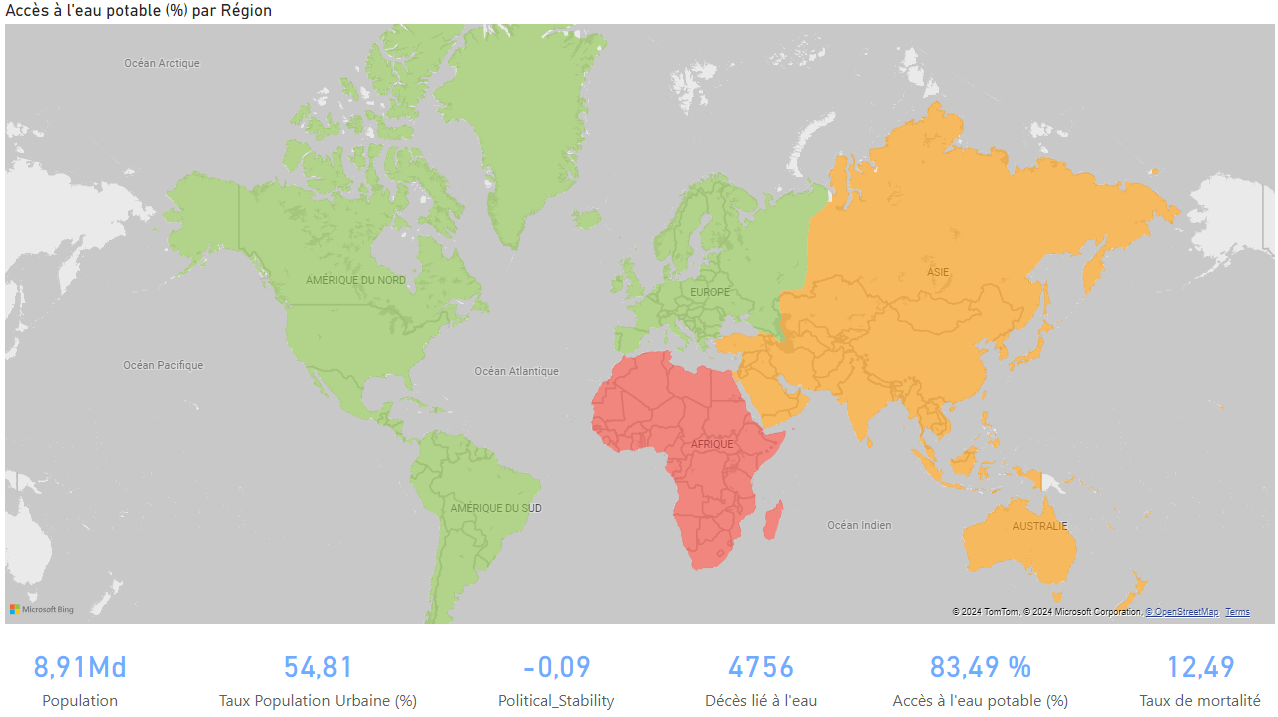 Accès à l'eau potable (%) par Région
Océan Arctique
AMÉRIQUE DU NORD
EUROPE
ASIE
Océan Pacifique
Océan Atlantique
AFRIQUE
AMÉRIQUE DU SUD
Océan Indien
AUSTRALIE
Microsoft Bing
© 2024 TomTom, © 2024 Microsoft Corporation, © OpenStreetMap Terms
8,91Md
Population
54,81
Taux Population Urbaine (%)
-0,09
Political_Stability
4756
Décès lié à l'eau
83,49 %
Accès à l'eau potable (%)
12,49
Taux de mortalité